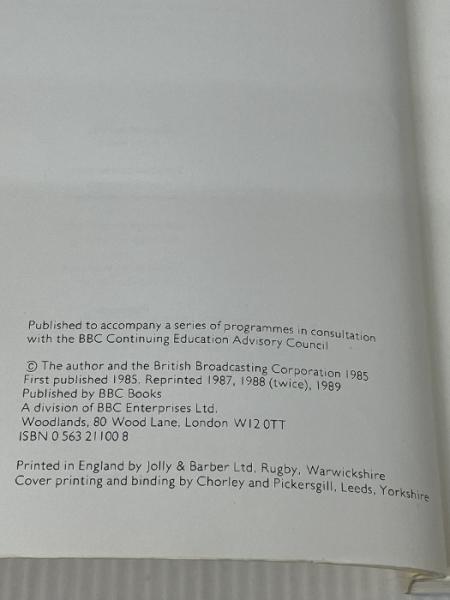 Published to accompany a series of programmes in consultation
with the BBC Continuing Education Advisory Council
© The author and the British Broadcasting Corporation 1985
First published 1985. Reprinted 1987, 1988 (twice), 1989
Published by BBC Books
A division of BBC Enterprises Ltd.
Woodlands, 80 Wood Lane, London W12 0TT
ISBN 0 563 21100 8
Printed in England by Jolly & Barber Ltd, Rugby, Warwickshire
Cover printing and binding by Chorley and Pickersgill, Leeds, Yorkshire